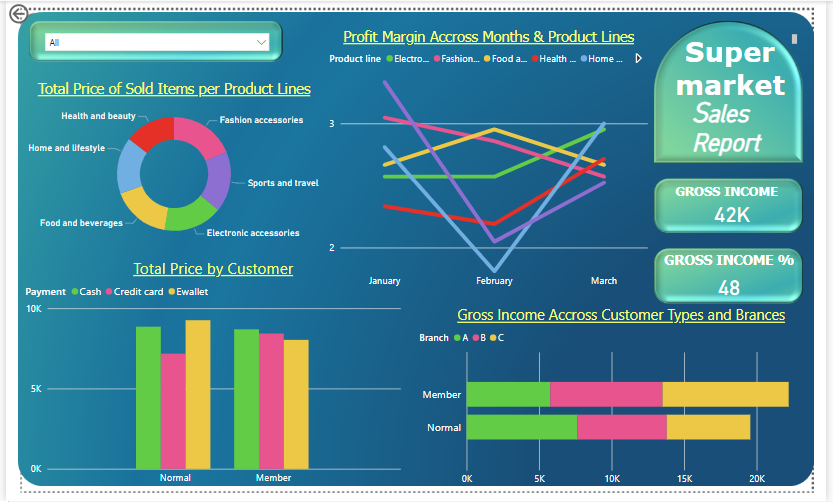 All
Total Price of Sold Items per Product Lines
Health and beauty
Fashion accessories
Home and lifestyle
Sports and travel
Food and beverages
Electronic accessories
Profit Margin Accross Months & Product Lines
Product line Electro... Fashion... Food a... Health ... Home ...
3
2
January February March
Super
market
Sales
Report
GROSS INCOME
42K
GROSS INCOME %
48
Total Price by Customer
Payment Cash Credit card Ewallet
10K
5K
0K
Normal Member
Gross Income Accross Customer Types and Brances
Branch A B C
Member
Normal
0K 5K 10K 15K 20K